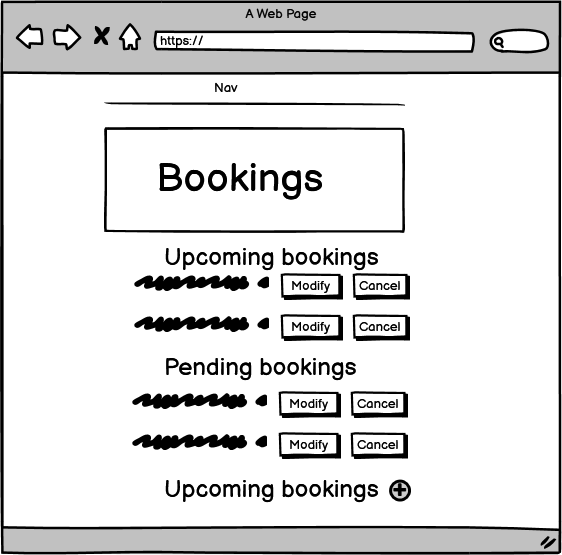 A Web Page
https://
Nav
Bookings
Upcoming bookings
Modify Cancel
Modify Cancel
Pending bookings
Modify Cancel
Modify Cancel
Upcoming bookings